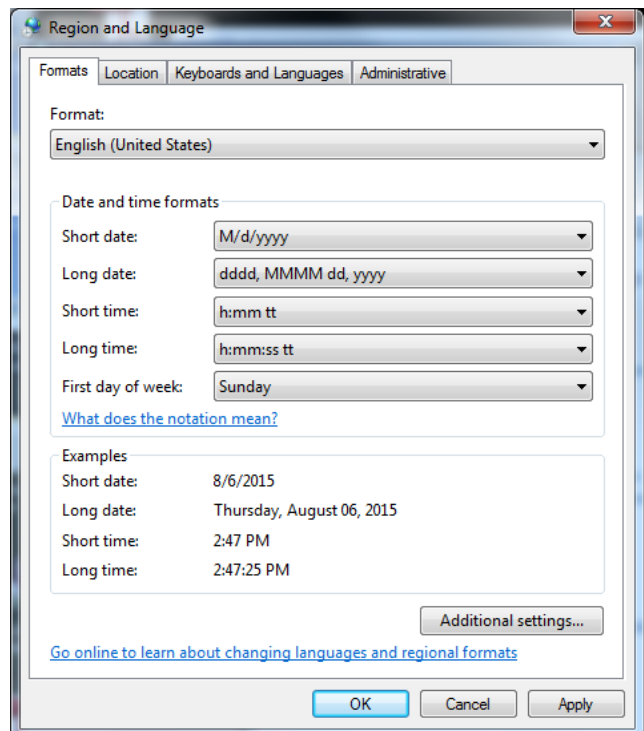 Region and Language
Formats Location Keyboards and Languages Administrative
Format:
English (United States)
Date and time formats
Short date: M/d/yyyy
Long date: dddd, MMMM dd, yyyy
Short time: h:mm tt
Long time: h:mm:ss tt
First day of week: Sunday
What does the notation mean?
Examples
Short date: 8/6/2015
Long date: Thursday, August 06, 2015
Short time: 2:47 PM
Long time: 2:47:25 PM
Additional settings...
Go online to learn about changing languages and regional formats
OK Cancel Apply